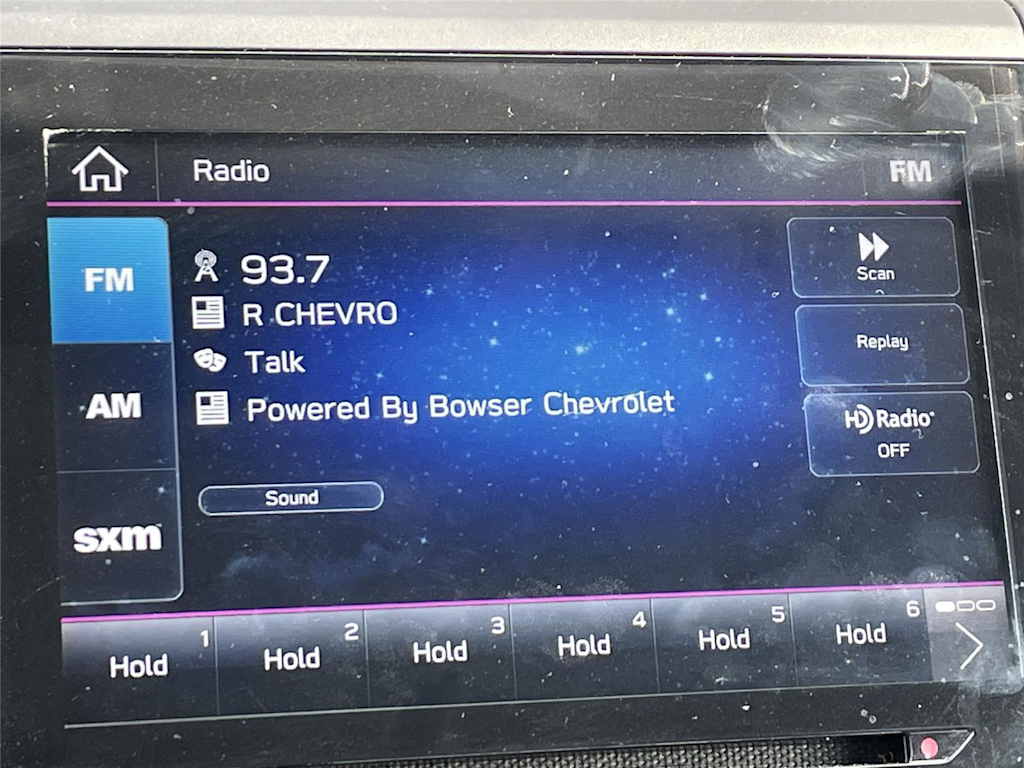 Radio
FM
FM
93.7
R CHEVRO
Talk
Powered By Bowser Chevrolet
Sound
AM
sxm
Scan
Replay
HD Radio
OFF
1
Hold
2
Hold
3
Hold
4
Hold
5
Hold
6
Hold